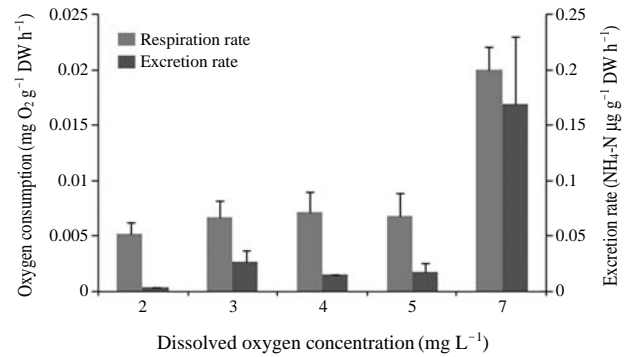 Oxygen consumption (mg O₂ g⁻¹ DW h⁻¹)
0.025
0.02
0.015
0.01
0.005
0
Respiration rate
Excretion rate
0.25
0.2
0.15
0.1
0.05
0
Excretion rate (NH₄-N µg g⁻¹ DW h⁻¹)
2 3 4 5 7
Dissolved oxygen concentration (mg L⁻¹)